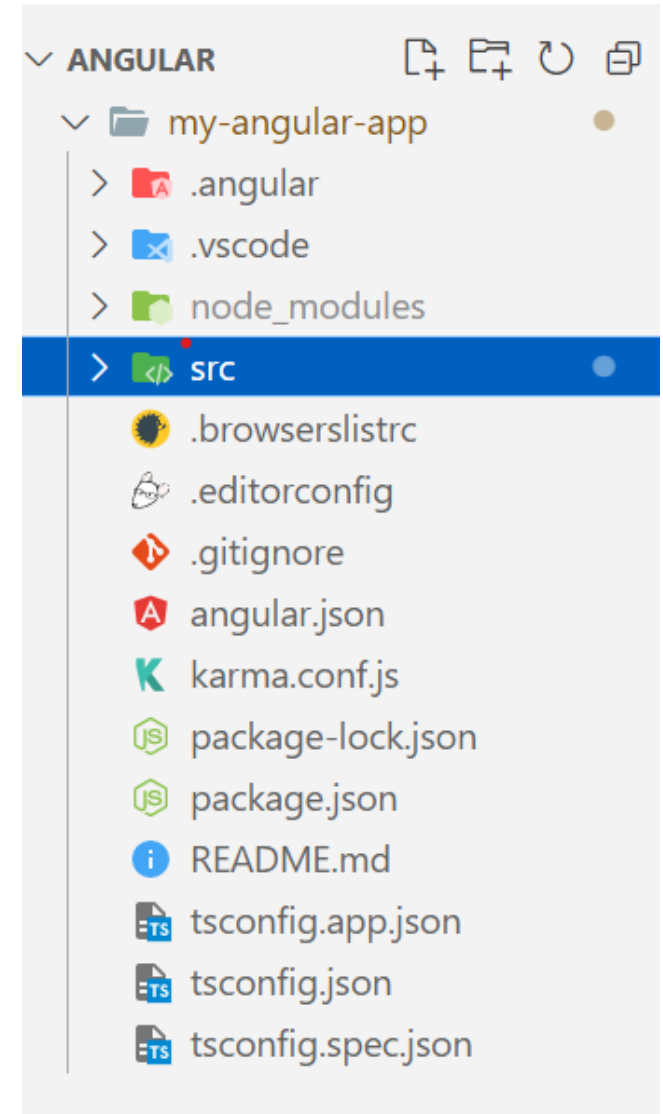 ANGULAR
my-angular-app
.angular
.vscode
node_modules
src
.browserslistrc
.editorconfig
.gitignore
angular.json
karma.conf.js
package-lock.json
package.json
README.md
tsconfig.app.json
tsconfig.json
tsconfig.spec.json